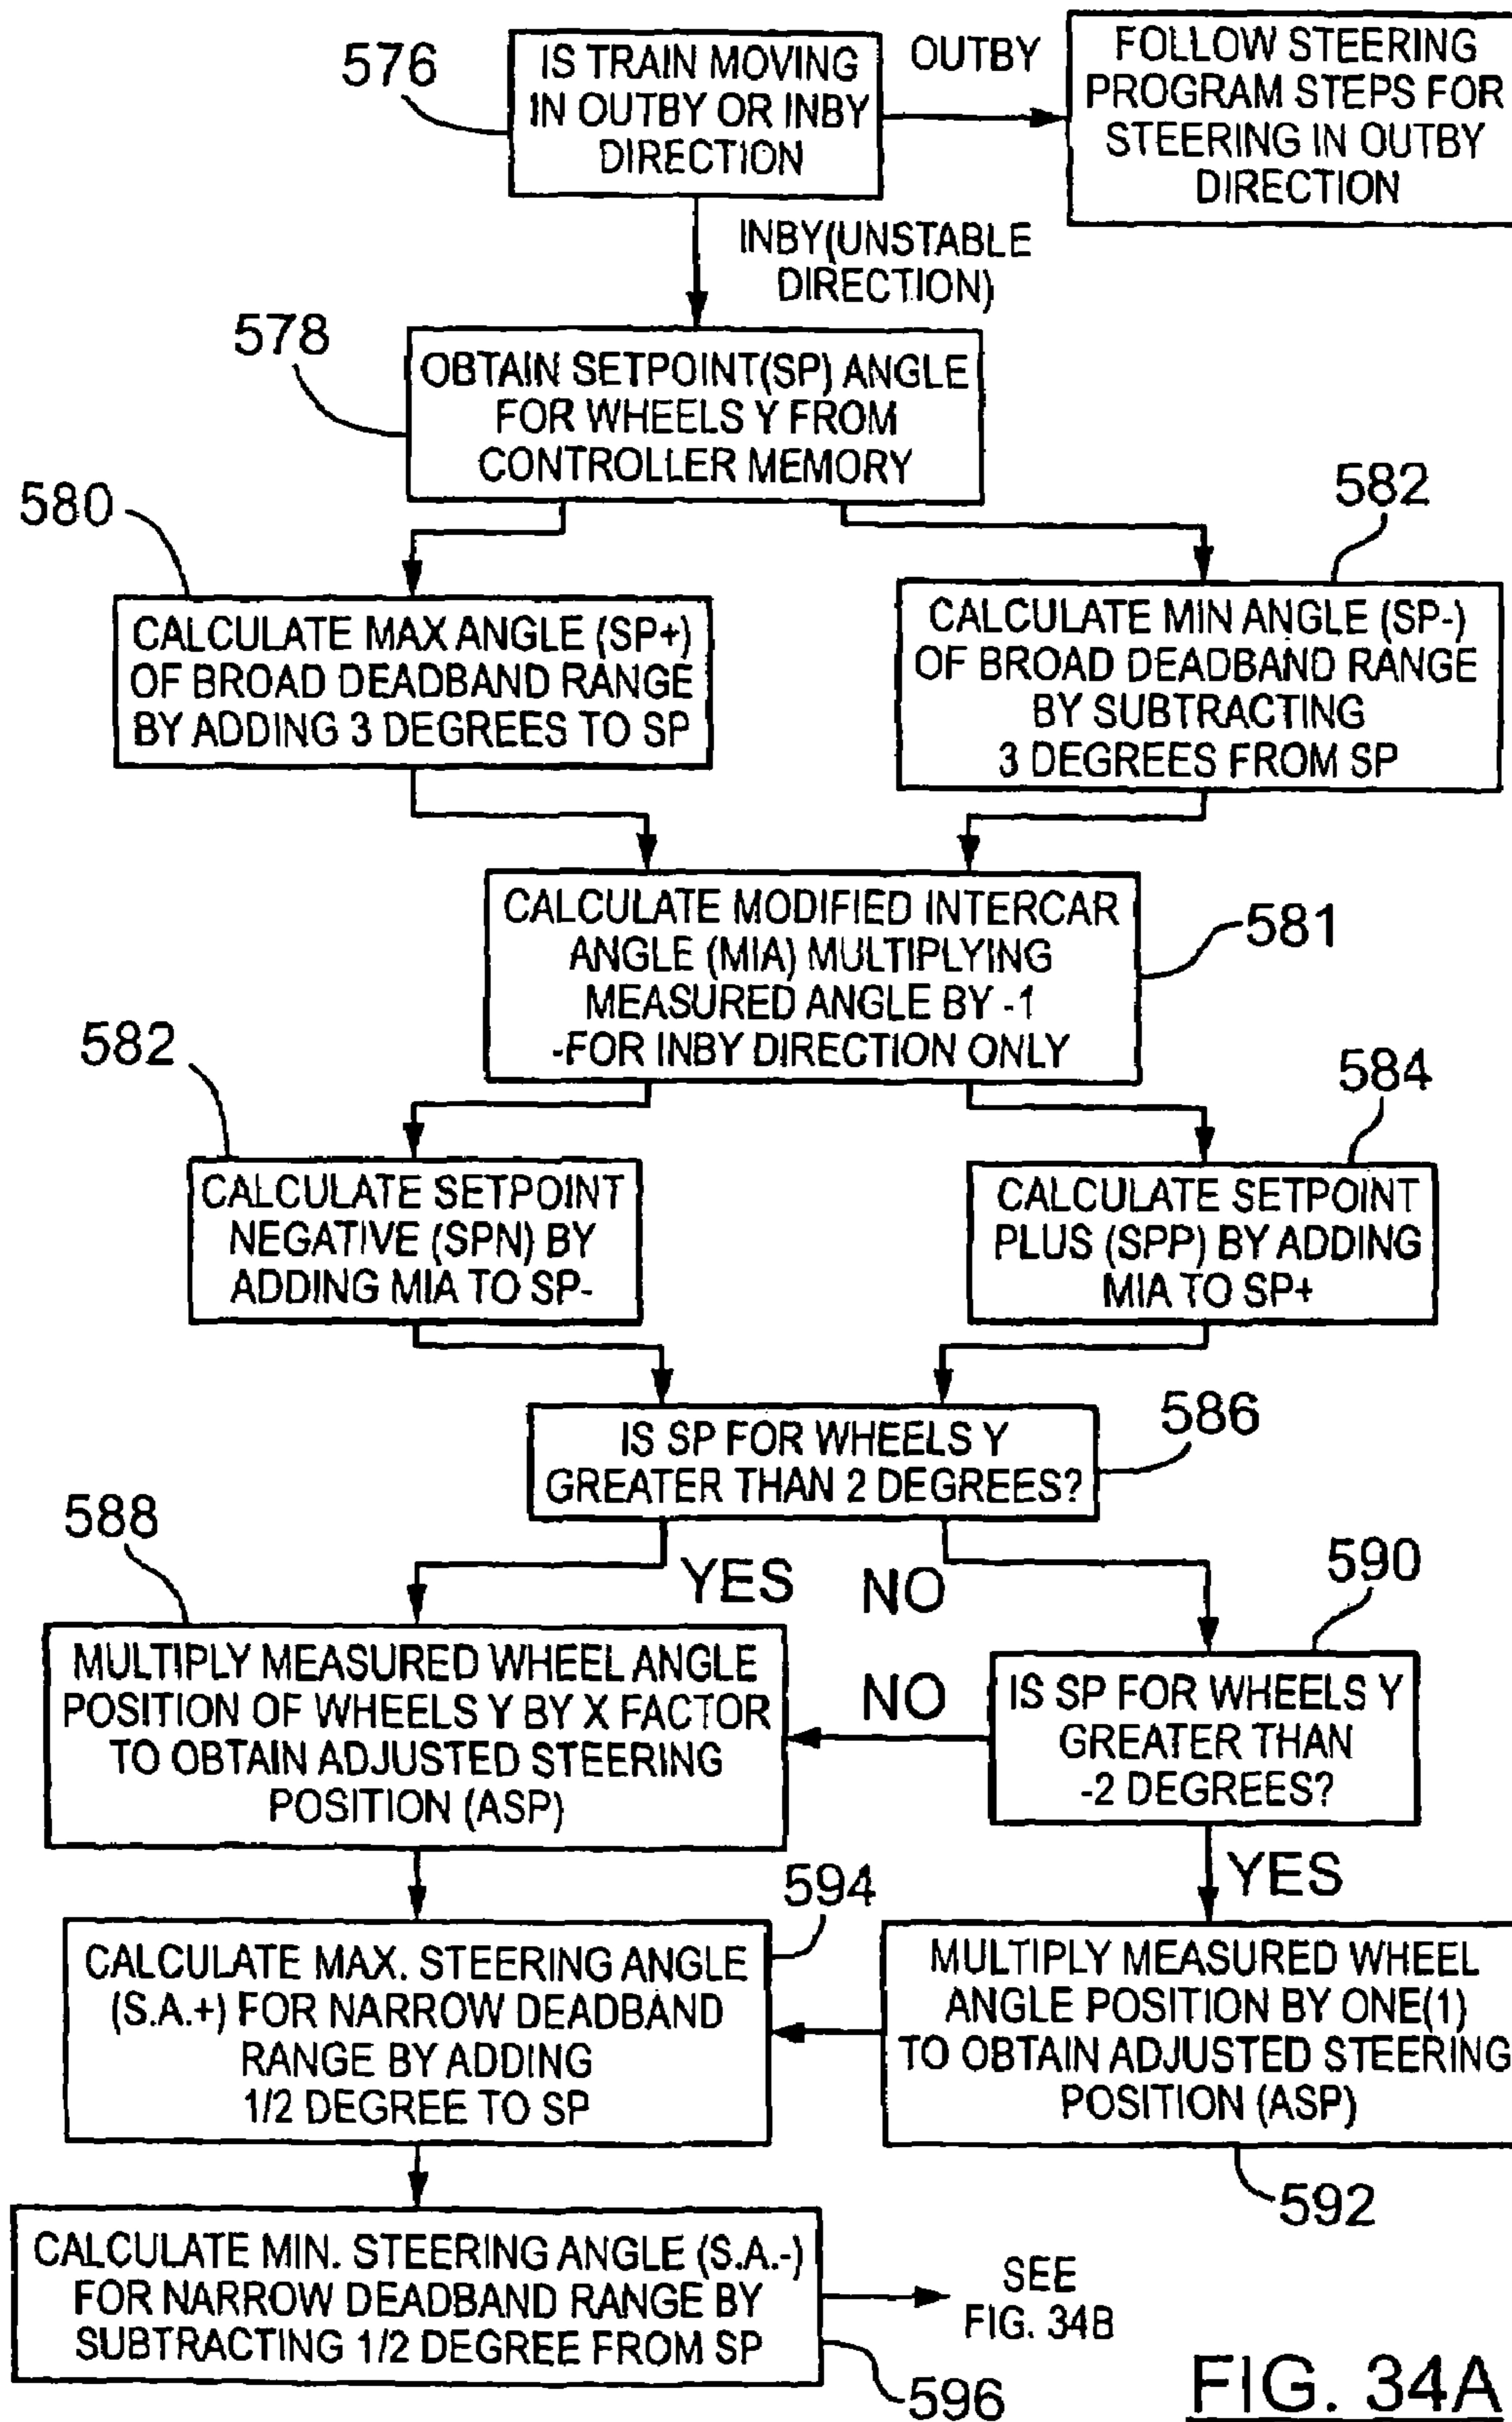 576
IS TRAIN MOVING
IN OUTBY OR INBY
DIRECTION
OUTBY
FOLLOW STEERING
PROGRAM STEPS FOR
STEERING IN OUTBY
DIRECTION
INBY(UNSTABLE
DIRECTION)
578
OBTAIN SETPOINT(SP) ANGLE
FOR WHEELS Y FROM
CONTROLLER MEMORY
580
CALCULATE MAX ANGLE (SP+)
OF BROAD DEADBAND RANGE
BY ADDING 3 DEGREES TO SP
582
CALCULATE MIN ANGLE (SP-)
OF BROAD DEADBAND RANGE
BY SUBTRACTING
3 DEGREES FROM SP
CALCULATE MODIFIED INTERCAR
ANGLE (MIA) MULTIPLYING
MEASURED ANGLE BY -1
-FOR INBY DIRECTION ONLY
581
582
CALCULATE SETPOINT
NEGATIVE (SPN) BY
ADDING MIA TO SP-
584
CALCULATE SETPOINT
PLUS (SPP) BY ADDING
MIA TO SP+
IS SP FOR WHEELS Y
GREATER THAN 2 DEGREES?
586
588
YES
NO
590
MULTIPLY MEASURED WHEEL ANGLE
POSITION OF WHEELS Y BY X FACTOR
TO OBTAIN ADJUSTED STEERING
POSITION (ASP)
NO
IS SP FOR WHEELS Y
GREATER THAN
-2 DEGREES?
YES
594
CALCULATE MAX. STEERING ANGLE
(S.A.+) FOR NARROW DEADBAND
RANGE BY ADDING
1/2 DEGREE TO SP
MULTIPLY MEASURED WHEEL
ANGLE POSITION BY ONE(1)
TO OBTAIN ADJUSTED STEERING
POSITION (ASP)
592
CALCULATE MIN. STEERING ANGLE (S.A.-)
FOR NARROW DEADBAND RANGE BY
SUBTRACTING 1/2 DEGREE FROM SP
596
SEE
FIG. 34B
FIG. 34A